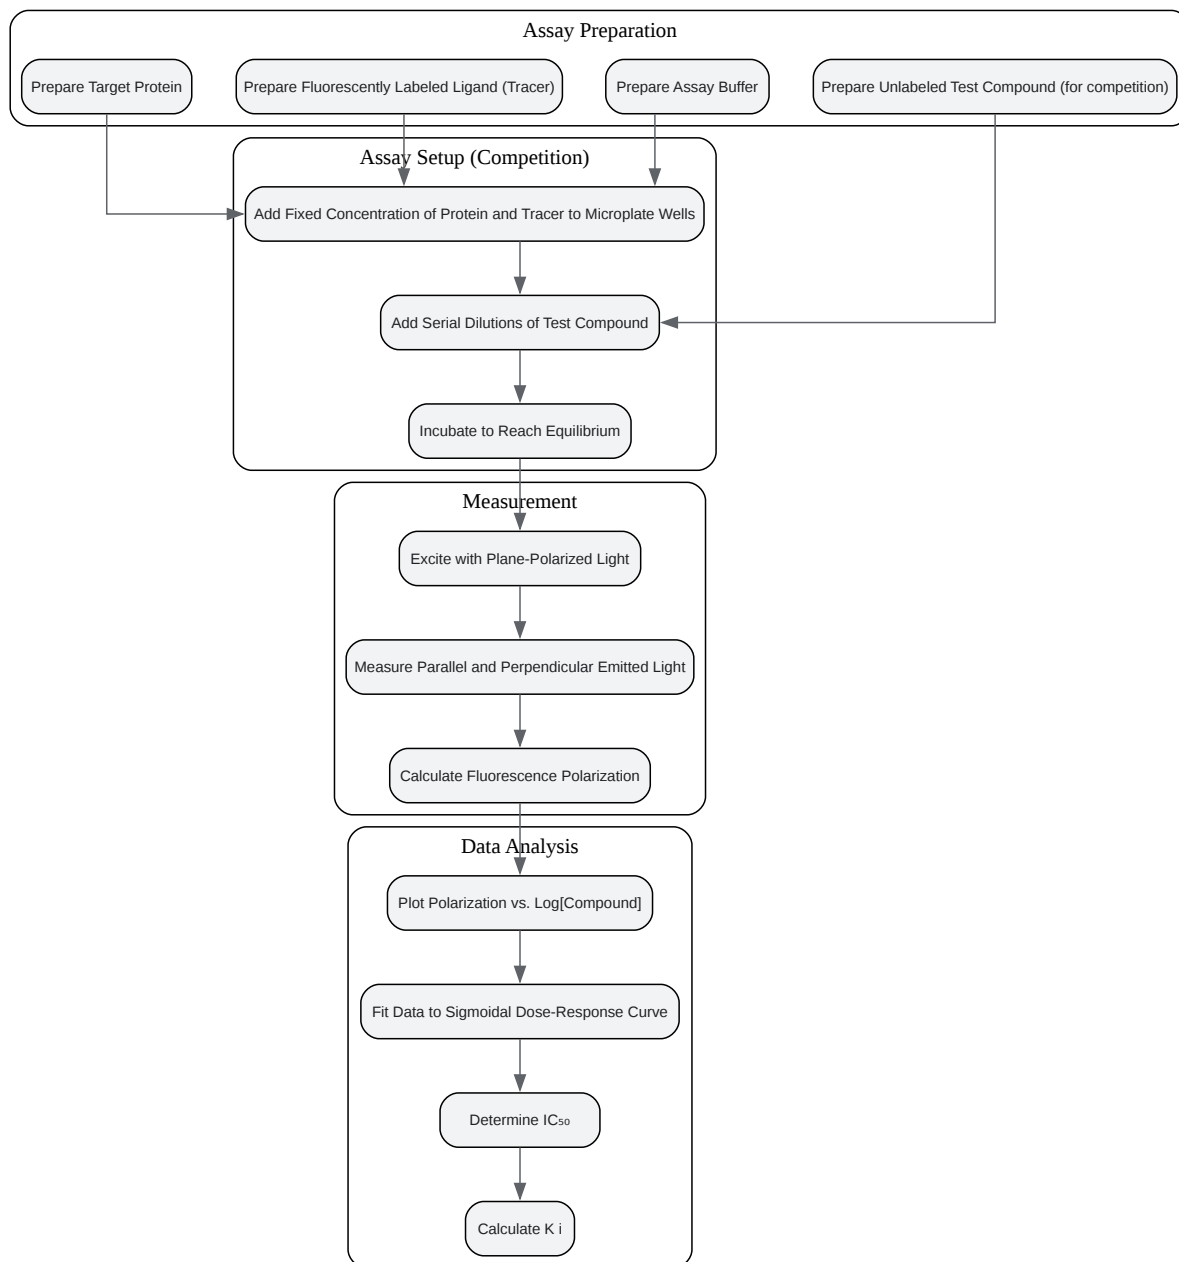 Assay Preparation
Prepare Target Protein
Prepare Fluorescently Labeled Ligand (Tracer)
Prepare Assay Buffer
Prepare Unlabeled Test Compound (for competition)
Assay Setup (Competition)
Add Fixed Concentration of Protein and Tracer to Microplate Wells
Add Serial Dilutions of Test Compound
Incubate to Reach Equilibrium
Measurement
Excite with Plane-Polarized Light
Measure Parallel and Perpendicular Emitted Light
Calculate Fluorescence Polarization
Data Analysis
Plot Polarization vs. Log[Compound]
Fit Data to Sigmoidal Dose-Response Curve
Determine IC₅₀
Calculate K i